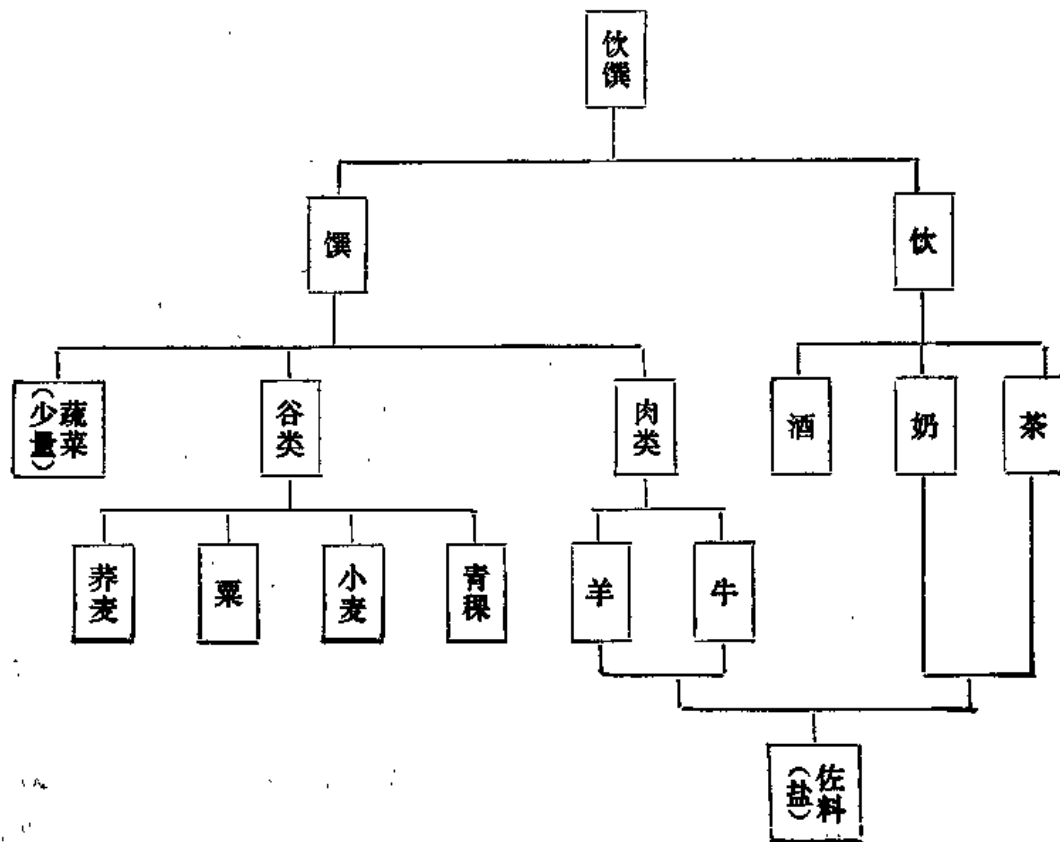 饮馔
馔
饮
蔬菜
（少量）
谷类
肉类
酒
奶
茶
荞麦
粟
小麦
青稞
羊
牛
佐料
（盐）